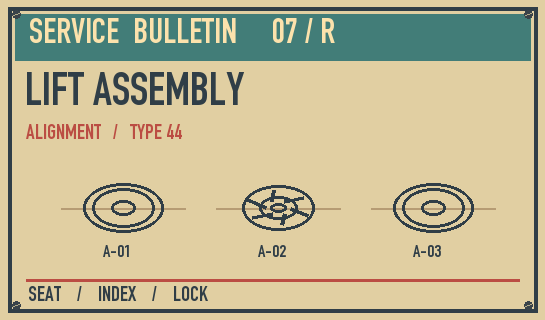 SERVICE BULLETIN 07 / R
LIFT ASSEMBLY
ALIGNMENT / TYPE 44
A-01 A-02 A-03
SEAT / INDEX / LOCK